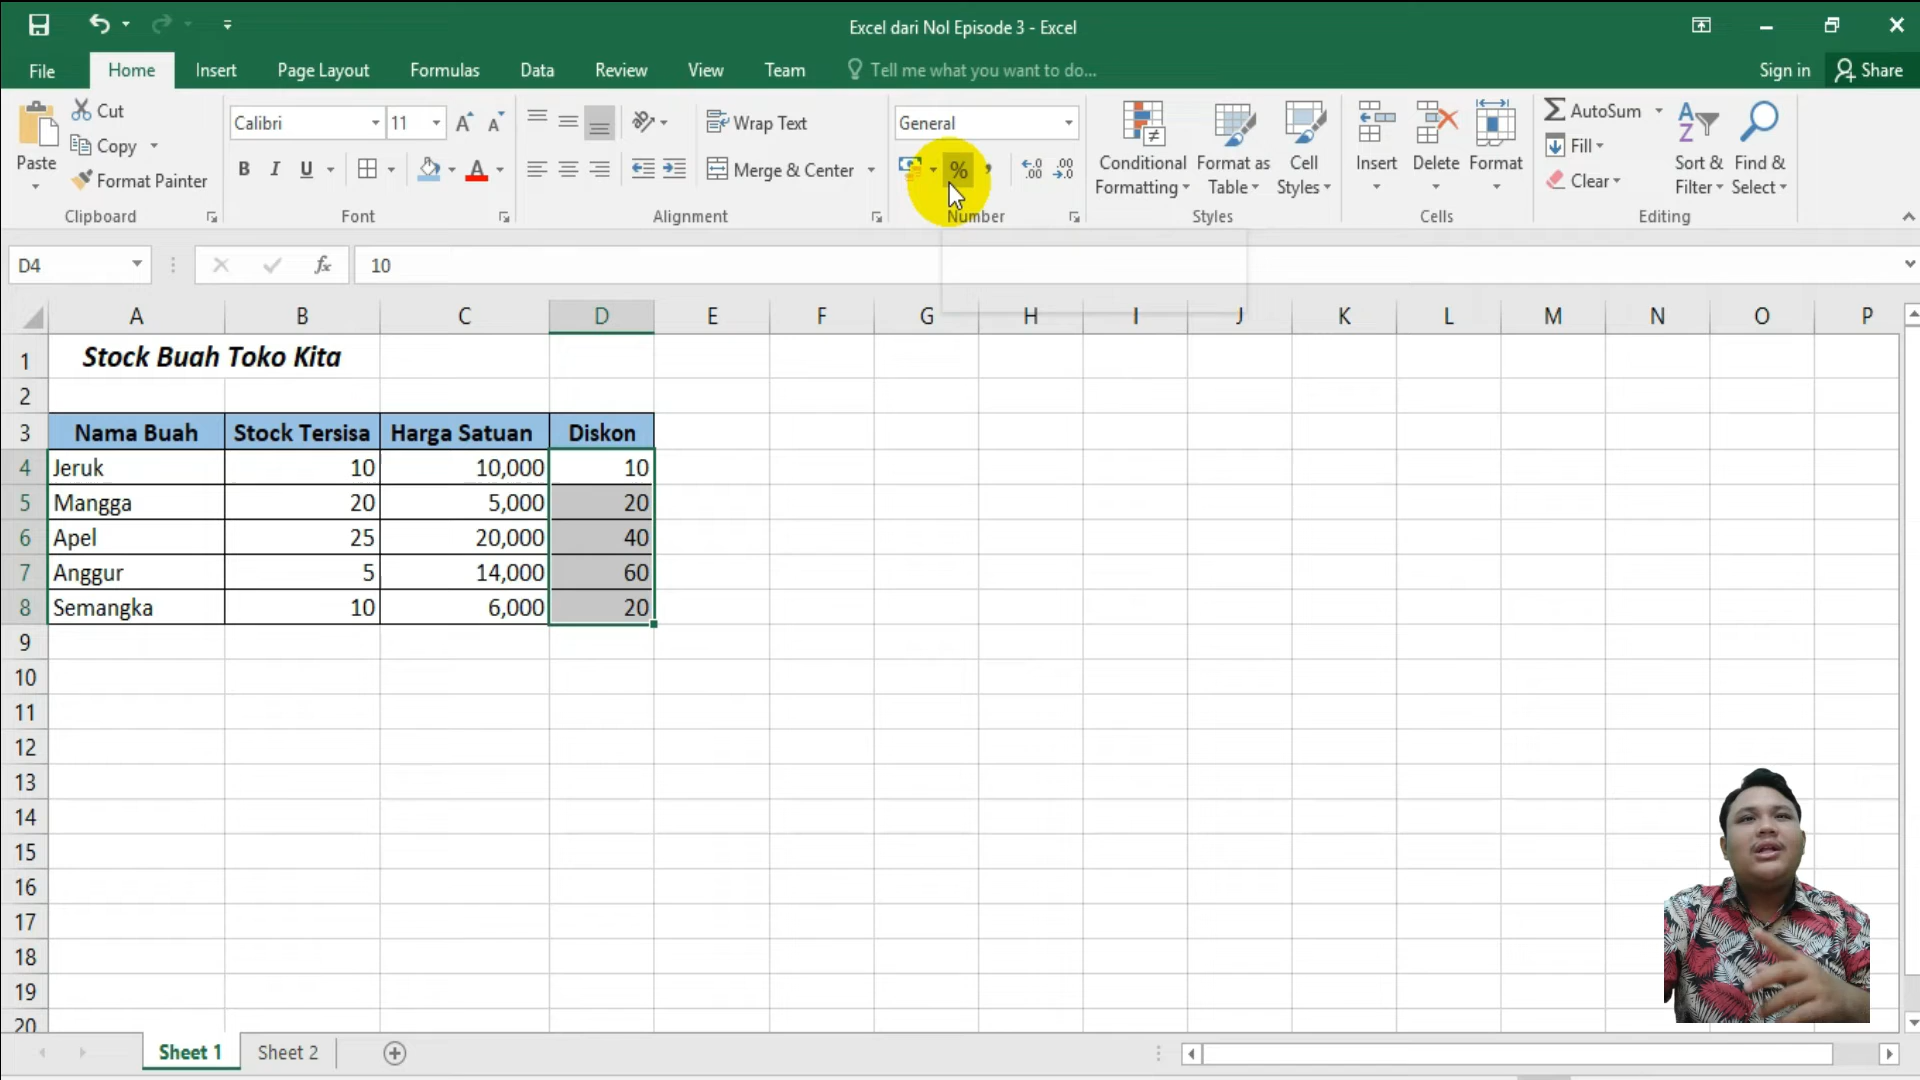 Excel dari Nol Episode 3 - Excel
File Home Insert Page Layout Formulas Data Review View Team Tell me what you want to do... Sign in Share
Paste
Cut
Copy
Format Painter
Clipboard
Calibri 11
B I U A
Font
Wrap Text
Merge & Center
Alignment
General
% ,
Number
Conditional Formatting
Format as Table
Cell Styles
Styles
Insert Delete Format
Cells
AutoSum
Fill
Clear
Sort & Filter
Find & Select
Editing
D4 fx 10
A B C D E F G H I J K L M N O P
1 Stock Buah Toko Kita
2
3 Nama Buah Stock Tersisa Harga Satuan Diskon
4 Jeruk 10 10,000 10
5 Mangga 20 5,000 20
6 Apel 25 20,000 40
7 Anggur 5 14,000 60
8 Semangka 10 6,000 20
9
10
11
12
13
14
15
16
17
18
19
20
Sheet 1 Sheet 2